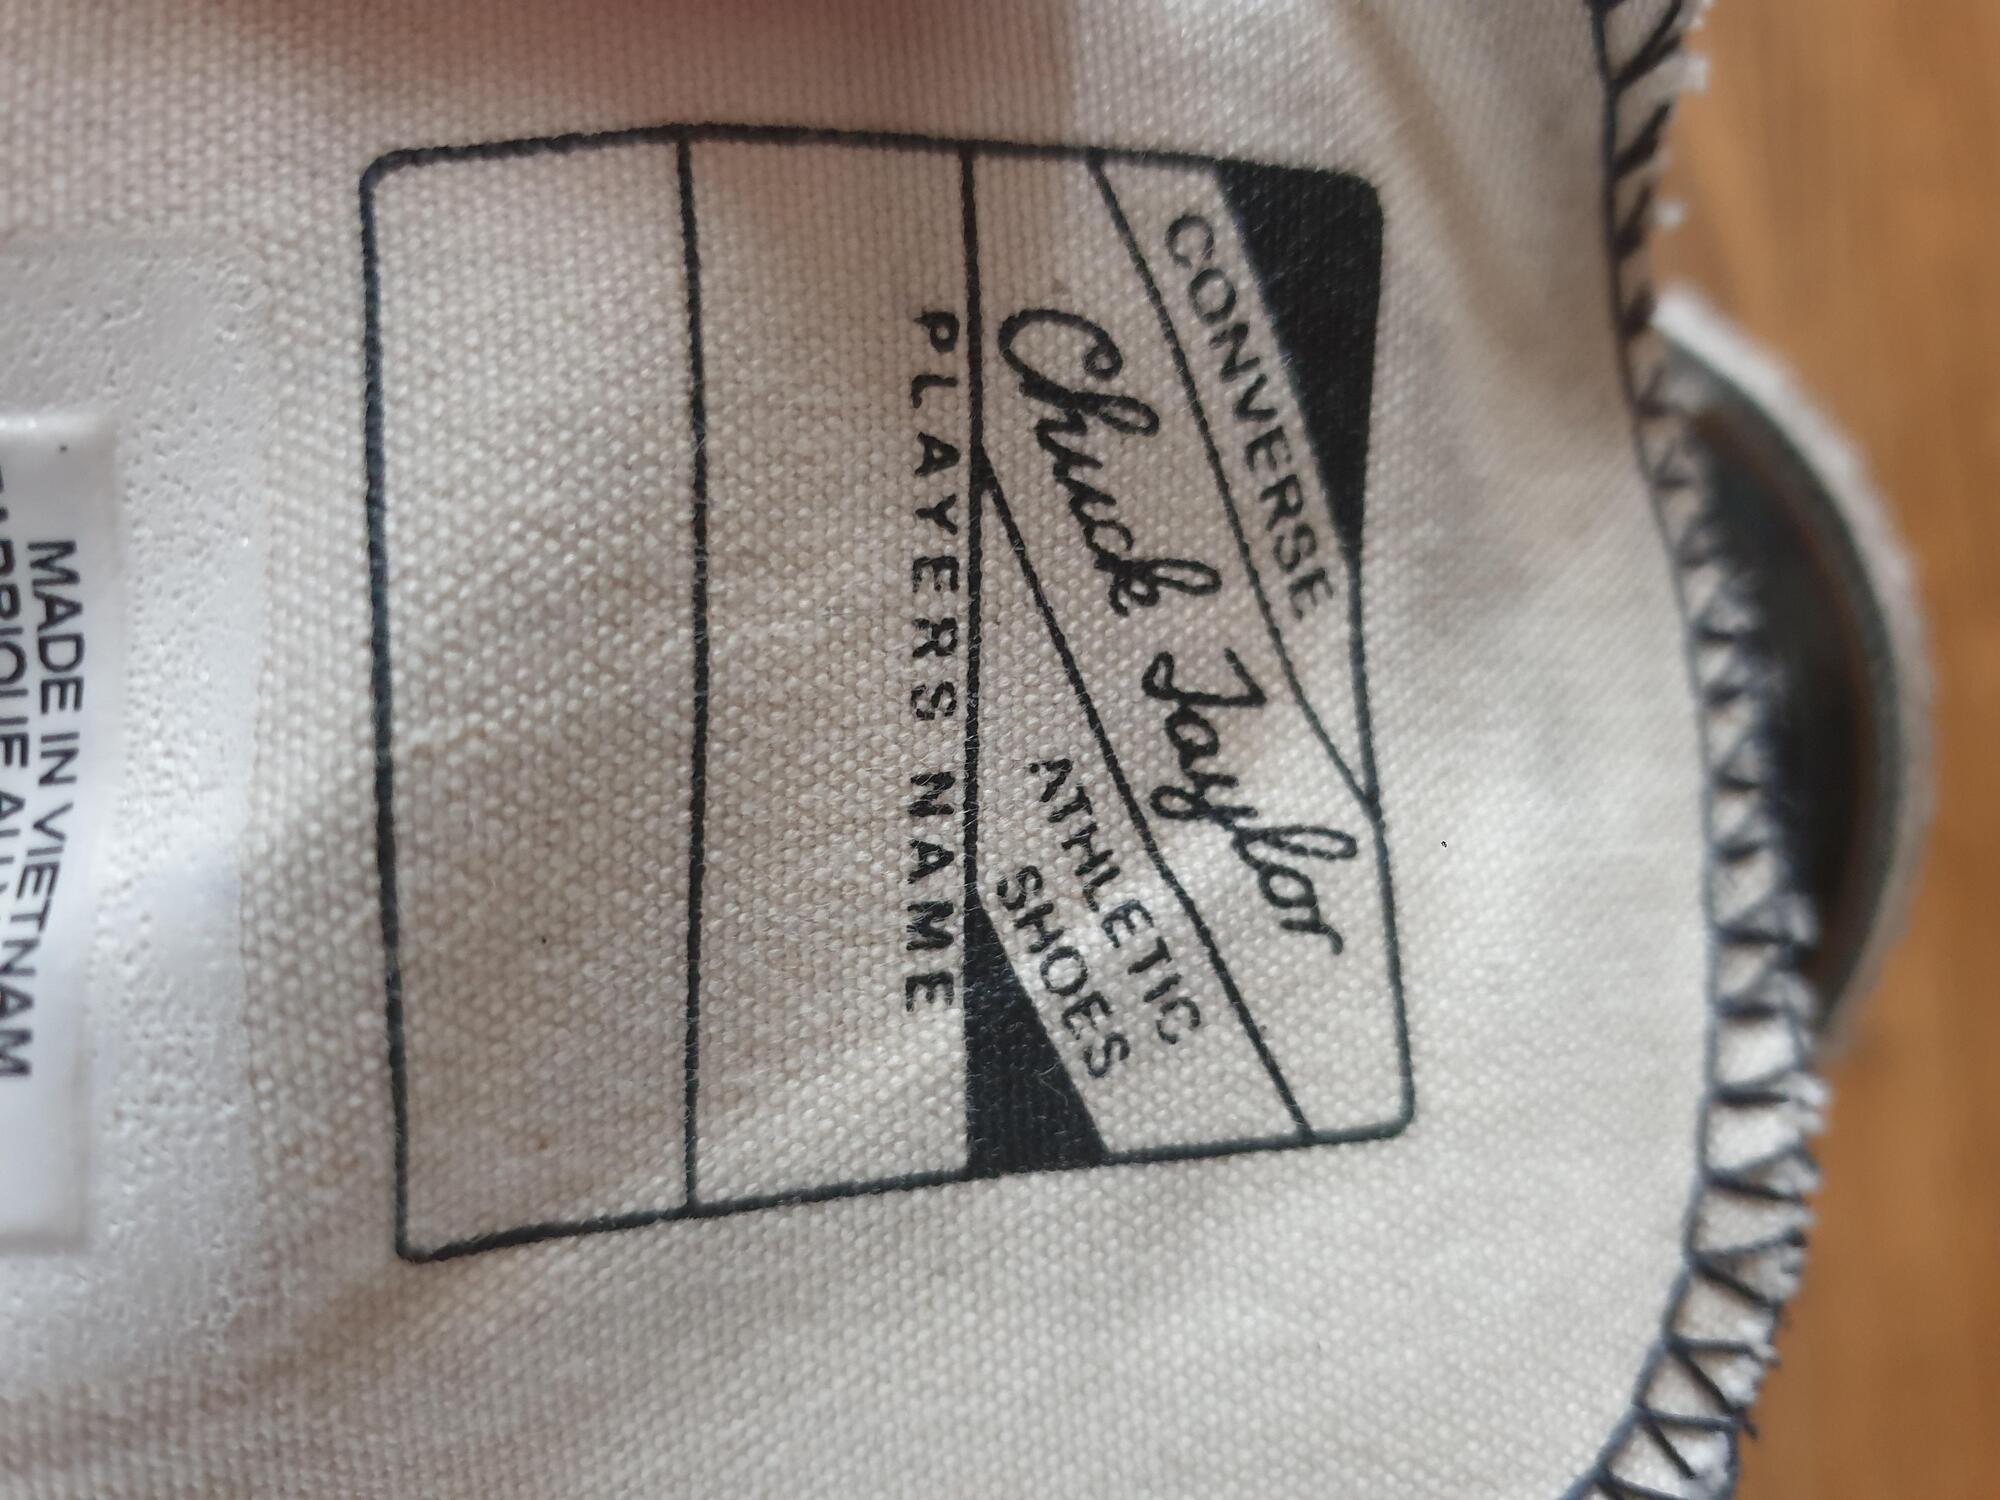 CONVERSE
Chuck Taylor
ATHLETIC
SHOES
PLAYERS NAME
MADE IN VIETNAM